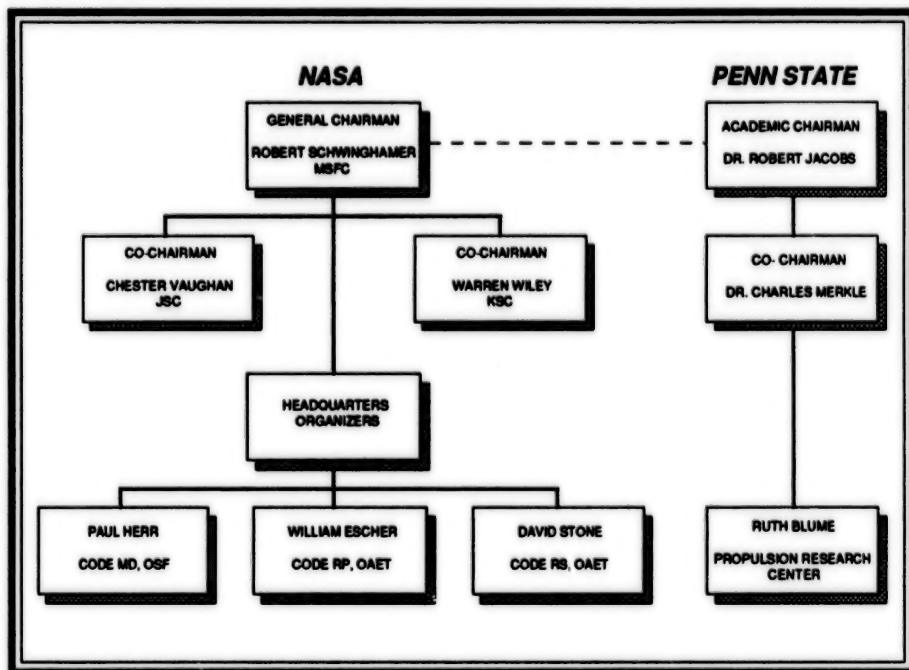 NASA
PENN STATE
GENERAL CHAIRMAN
ROBERT SCHWINGHAMER
MSFC
ACADEMIC CHAIRMAN
DR. ROBERT JACOBS
CO-CHAIRMAN
CHESTER VAUGHAN
JSC
CO-CHAIRMAN
WARREN WILEY
KSC
CO- CHAIRMAN
DR. CHARLES MERKLE
HEADQUARTERS
ORGANIZERS
PAUL HERR
CODE MD, OSF
WILLIAM ESCHER
CODE RP, OAET
DAVID STONE
CODE RS, OAET
RUTH BLUME
PROPULSION RESEARCH
CENTER